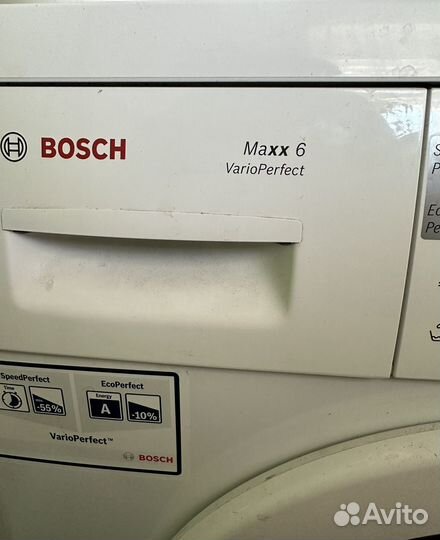 BOSCH
Maxx 6
VarioPerfect
SpeedPerfect
Time
-55%
EcoPerfect
Energy
A
-10%
VarioPerfect™
BOSCH
Avito